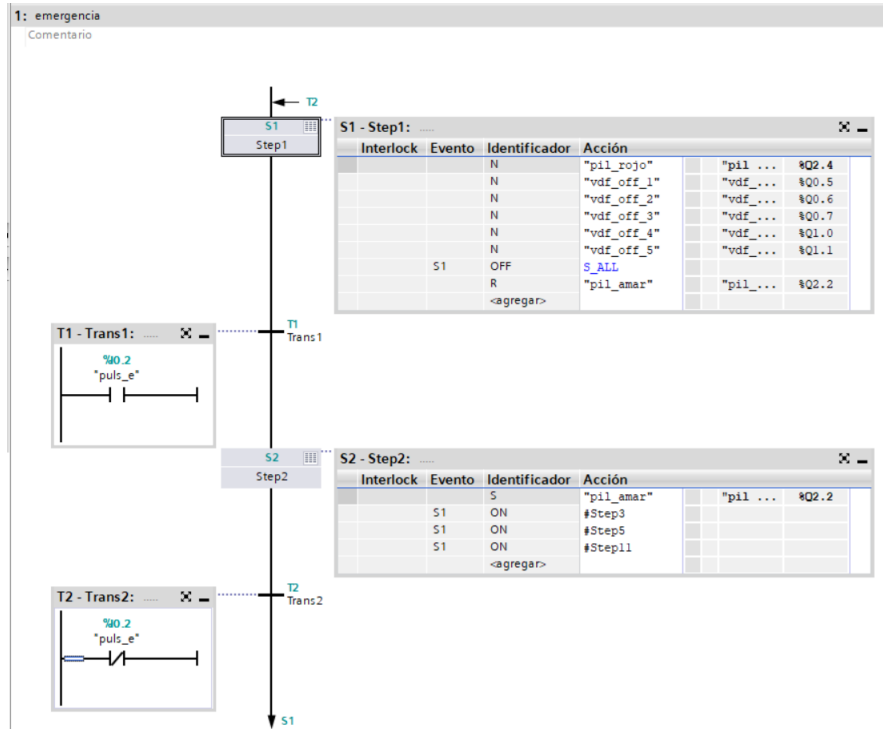 1: emergencia
Comentario
T2
S1
Step1
S1 - Step1: .....
Interlock Evento Identificador Acción
N "pil_rojo" "pil ... %Q2.4
N "vdf_off_1" "vdf_... %Q0.5
N "vdf_off_2" "vdf_... %Q0.6
N "vdf_off_3" "vdf_... %Q0.7
N "vdf_off_4" "vdf_... %Q1.0
N "vdf_off_5" "vdf_... %Q1.1
S1 OFF S_ALL
R "pil_amar" "pil_... %Q2.2
<agregar>
T1 - Trans1: .....
%I0.2
"puls_e"
T1
Trans1
S2
Step2
S2 - Step2: .....
Interlock Evento Identificador Acción
S "pil_amar" "pil ... %Q2.2
S1 ON #Step3
S1 ON #Step5
S1 ON #Step11
<agregar>
T2 - Trans2: .....
%I0.2
"puls_e"
T2
Trans2
S1